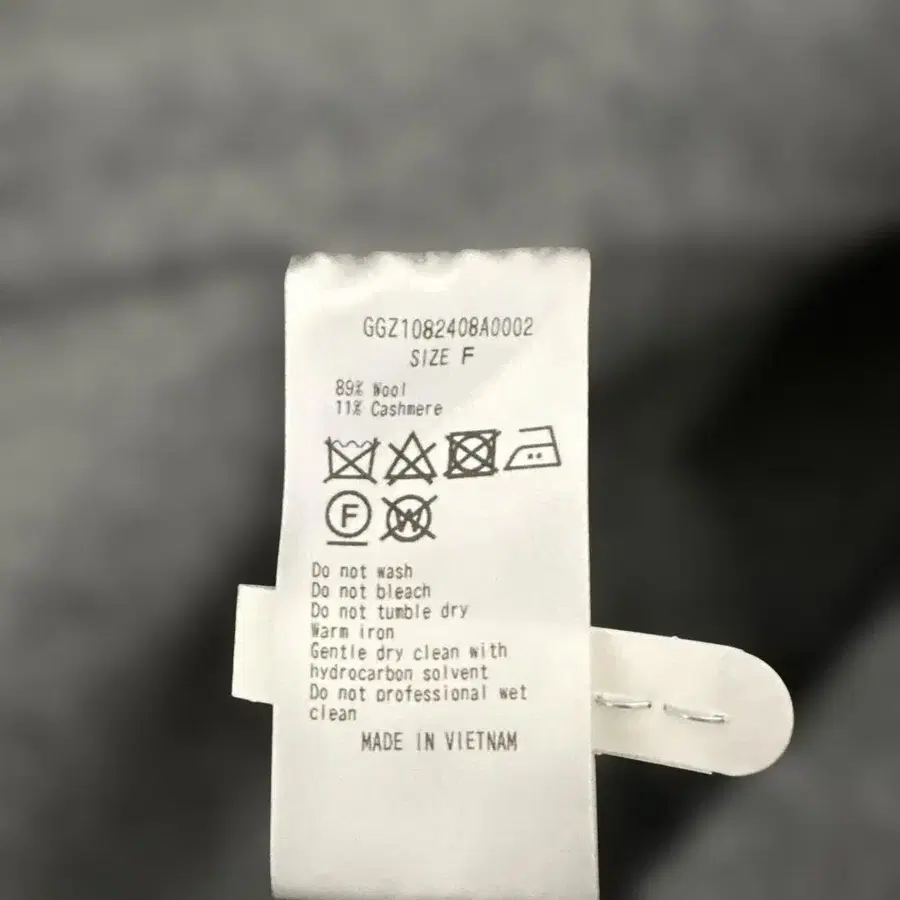 GGZ1082408A0002
SIZE F
89% Wool
11% Cashmere
F W
Do not wash
Do not bleach
Do not tumble dry
Warm iron
Gentle dry clean with
hydrocarbon solvent
Do not professional wet
clean
MADE IN VIETNAM